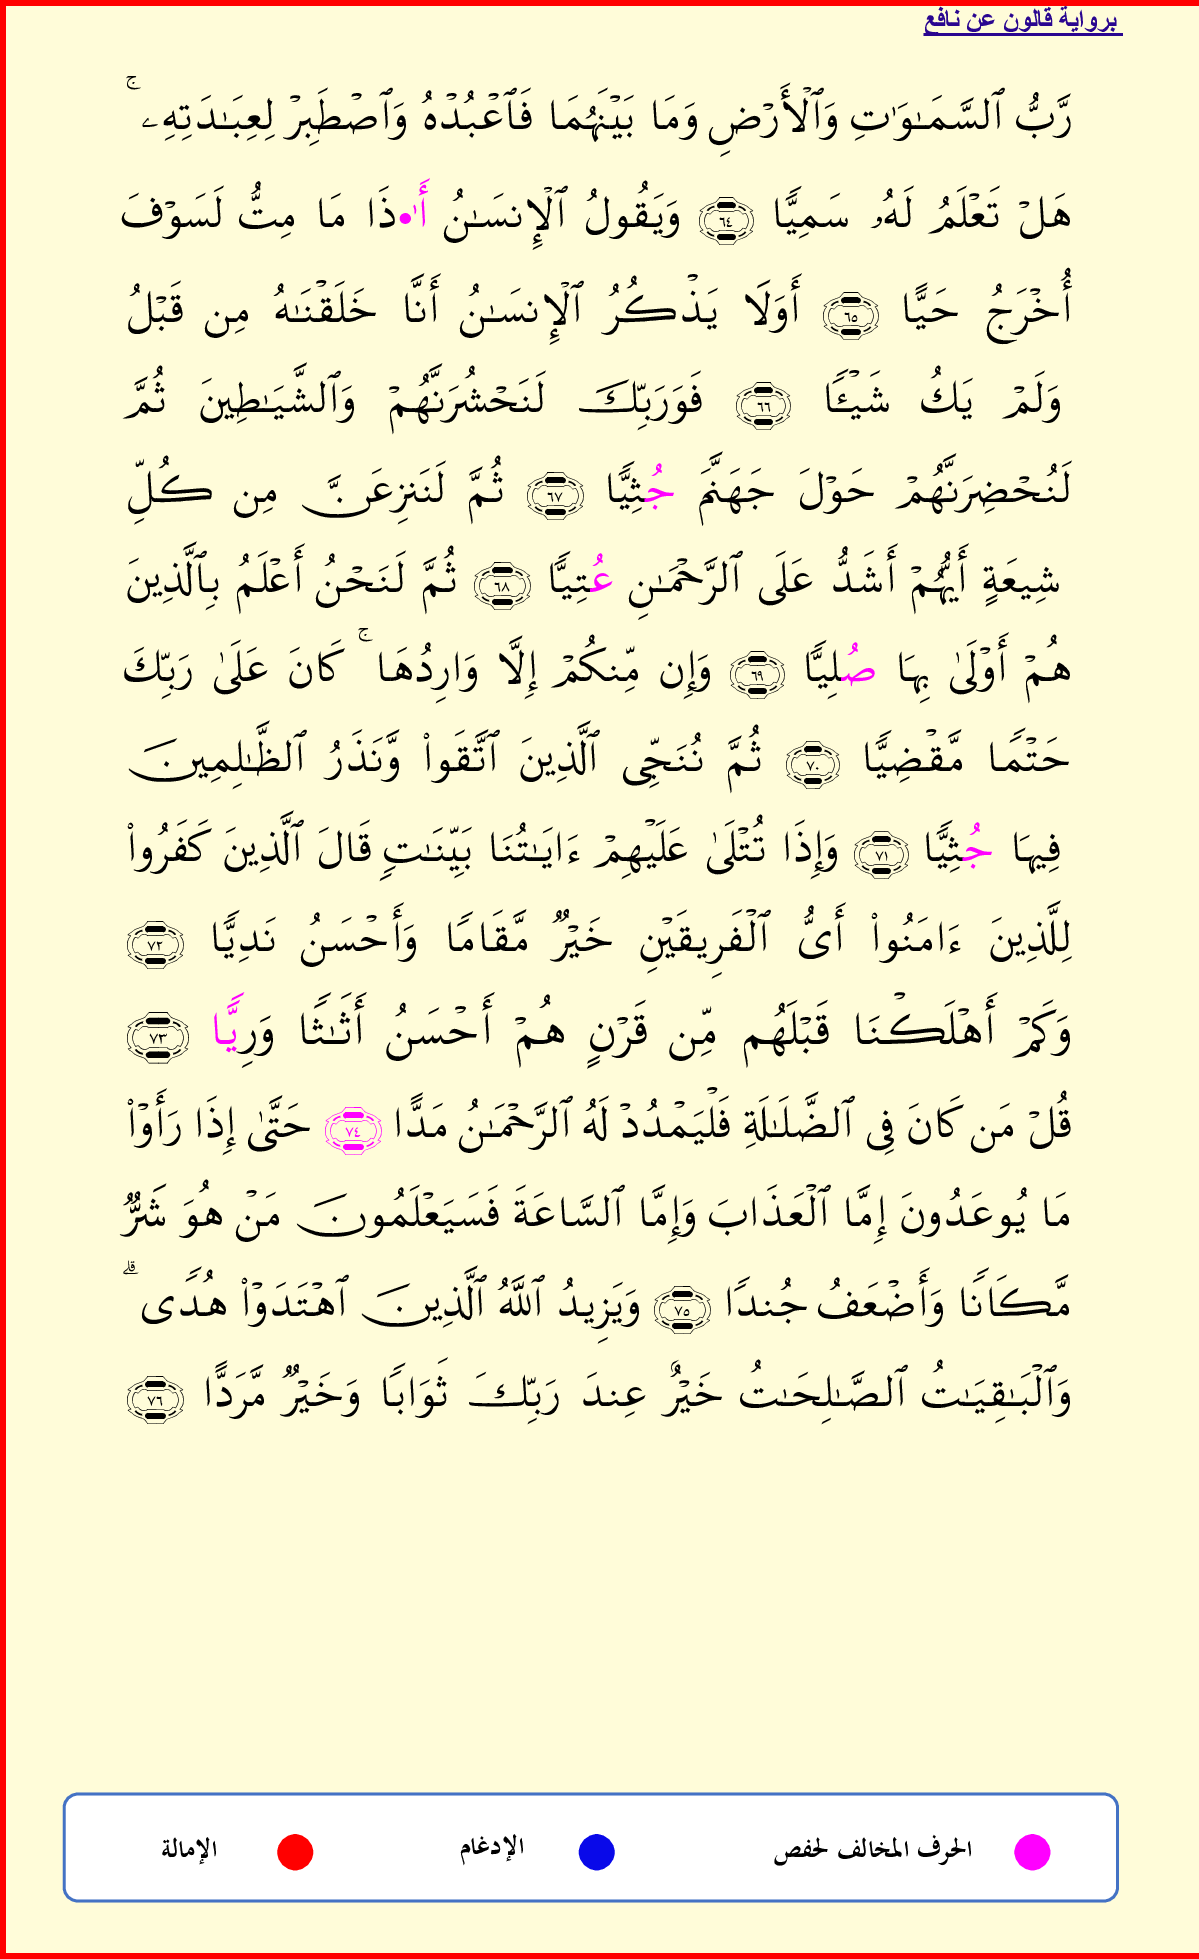 برواية قالون عن نافع
رَّبُّ ٱلسَّمَٰوَٰتِ وَٱلْأَرْضِ وَمَا بَيْنَهُمَا فَٱعْبُدْهُ وَٱصْطَبِرْ لِعِبَٰدَتِهِۦ ۚ
هَلْ تَعْلَمُ لَهُۥ سَمِيًّا ٦٤ وَيَقُولُ ٱلْإِنسَٰنُ أَ•ٰذَا مَا مِتُّ لَسَوْفَ
أُخْرَجُ حَيًّا ٦٥ أَوَلَا يَذْكُرُ ٱلْإِنسَٰنُ أَنَّا خَلَقْنَٰهُ مِن قَبْلُ
وَلَمْ يَكُ شَيْـًٔا ٦٦ فَوَرَبِّكَ لَنَحْشُرَنَّهُمْ وَٱلشَّيَٰطِينَ ثُمَّ
لَنُحْضِرَنَّهُمْ حَوْلَ جَهَنَّمَ جُثِيًّا ٦٧ ثُمَّ لَنَنزِعَنَّ مِن كُلِّ
شِيعَةٍ أَيُّهُمْ أَشَدُّ عَلَى ٱلرَّحْمَٰنِ عُتِيًّا ٦٨ ثُمَّ لَنَحْنُ أَعْلَمُ بِٱلَّذِينَ
هُمْ أَوْلَىٰ بِهَا صُلِيًّا ٦٩ وَإِن مِّنكُمْ إِلَّا وَارِدُهَا ۚ كَانَ عَلَىٰ رَبِّكَ
حَتْمًا مَّقْضِيًّا ٧٠ ثُمَّ نُنَجِّى ٱلَّذِينَ ٱتَّقَوا۟ وَّنَذَرُ ٱلظَّٰلِمِينَ
فِيهَا جُثِيًّا ٧١ وَإِذَا تُتْلَىٰ عَلَيْهِمْ ءَايَٰتُنَا بَيِّنَٰتٍ قَالَ ٱلَّذِينَ كَفَرُوا۟
لِلَّذِينَ ءَامَنُوا۟ أَىُّ ٱلْفَرِيقَيْنِ خَيْرٌ مَّقَامًا وَأَحْسَنُ نَدِيًّا ٧٢
وَكَمْ أَهْلَكْنَا قَبْلَهُم مِّن قَرْنٍ هُمْ أَحْسَنُ أَثَٰثًا وَرِيًّا ٧٣
قُلْ مَن كَانَ فِى ٱلضَّلَٰلَةِ فَلْيَمْدُدْ لَهُ ٱلرَّحْمَٰنُ مَدًّا ٧٤ حَتَّىٰ إِذَا رَأَوْا۟
مَا يُوعَدُونَ إِمَّا ٱلْعَذَابَ وَإِمَّا ٱلسَّاعَةَ فَسَيَعْلَمُونَ مَنْ هُوَ شَرٌّ
مَّكَانًا وَأَضْعَفُ جُندًا ٧٥ وَيَزِيدُ ٱللَّهُ ٱلَّذِينَ ٱهْتَدَوْا۟ هُدًى ۗ
وَٱلْبَٰقِيَٰتُ ٱلصَّٰلِحَٰتُ خَيْرٌ عِندَ رَبِّكَ ثَوَابًا وَخَيْرٌ مَّرَدًّا ٧٦
الحرف المخالف لحفص الإدغام الإمالة